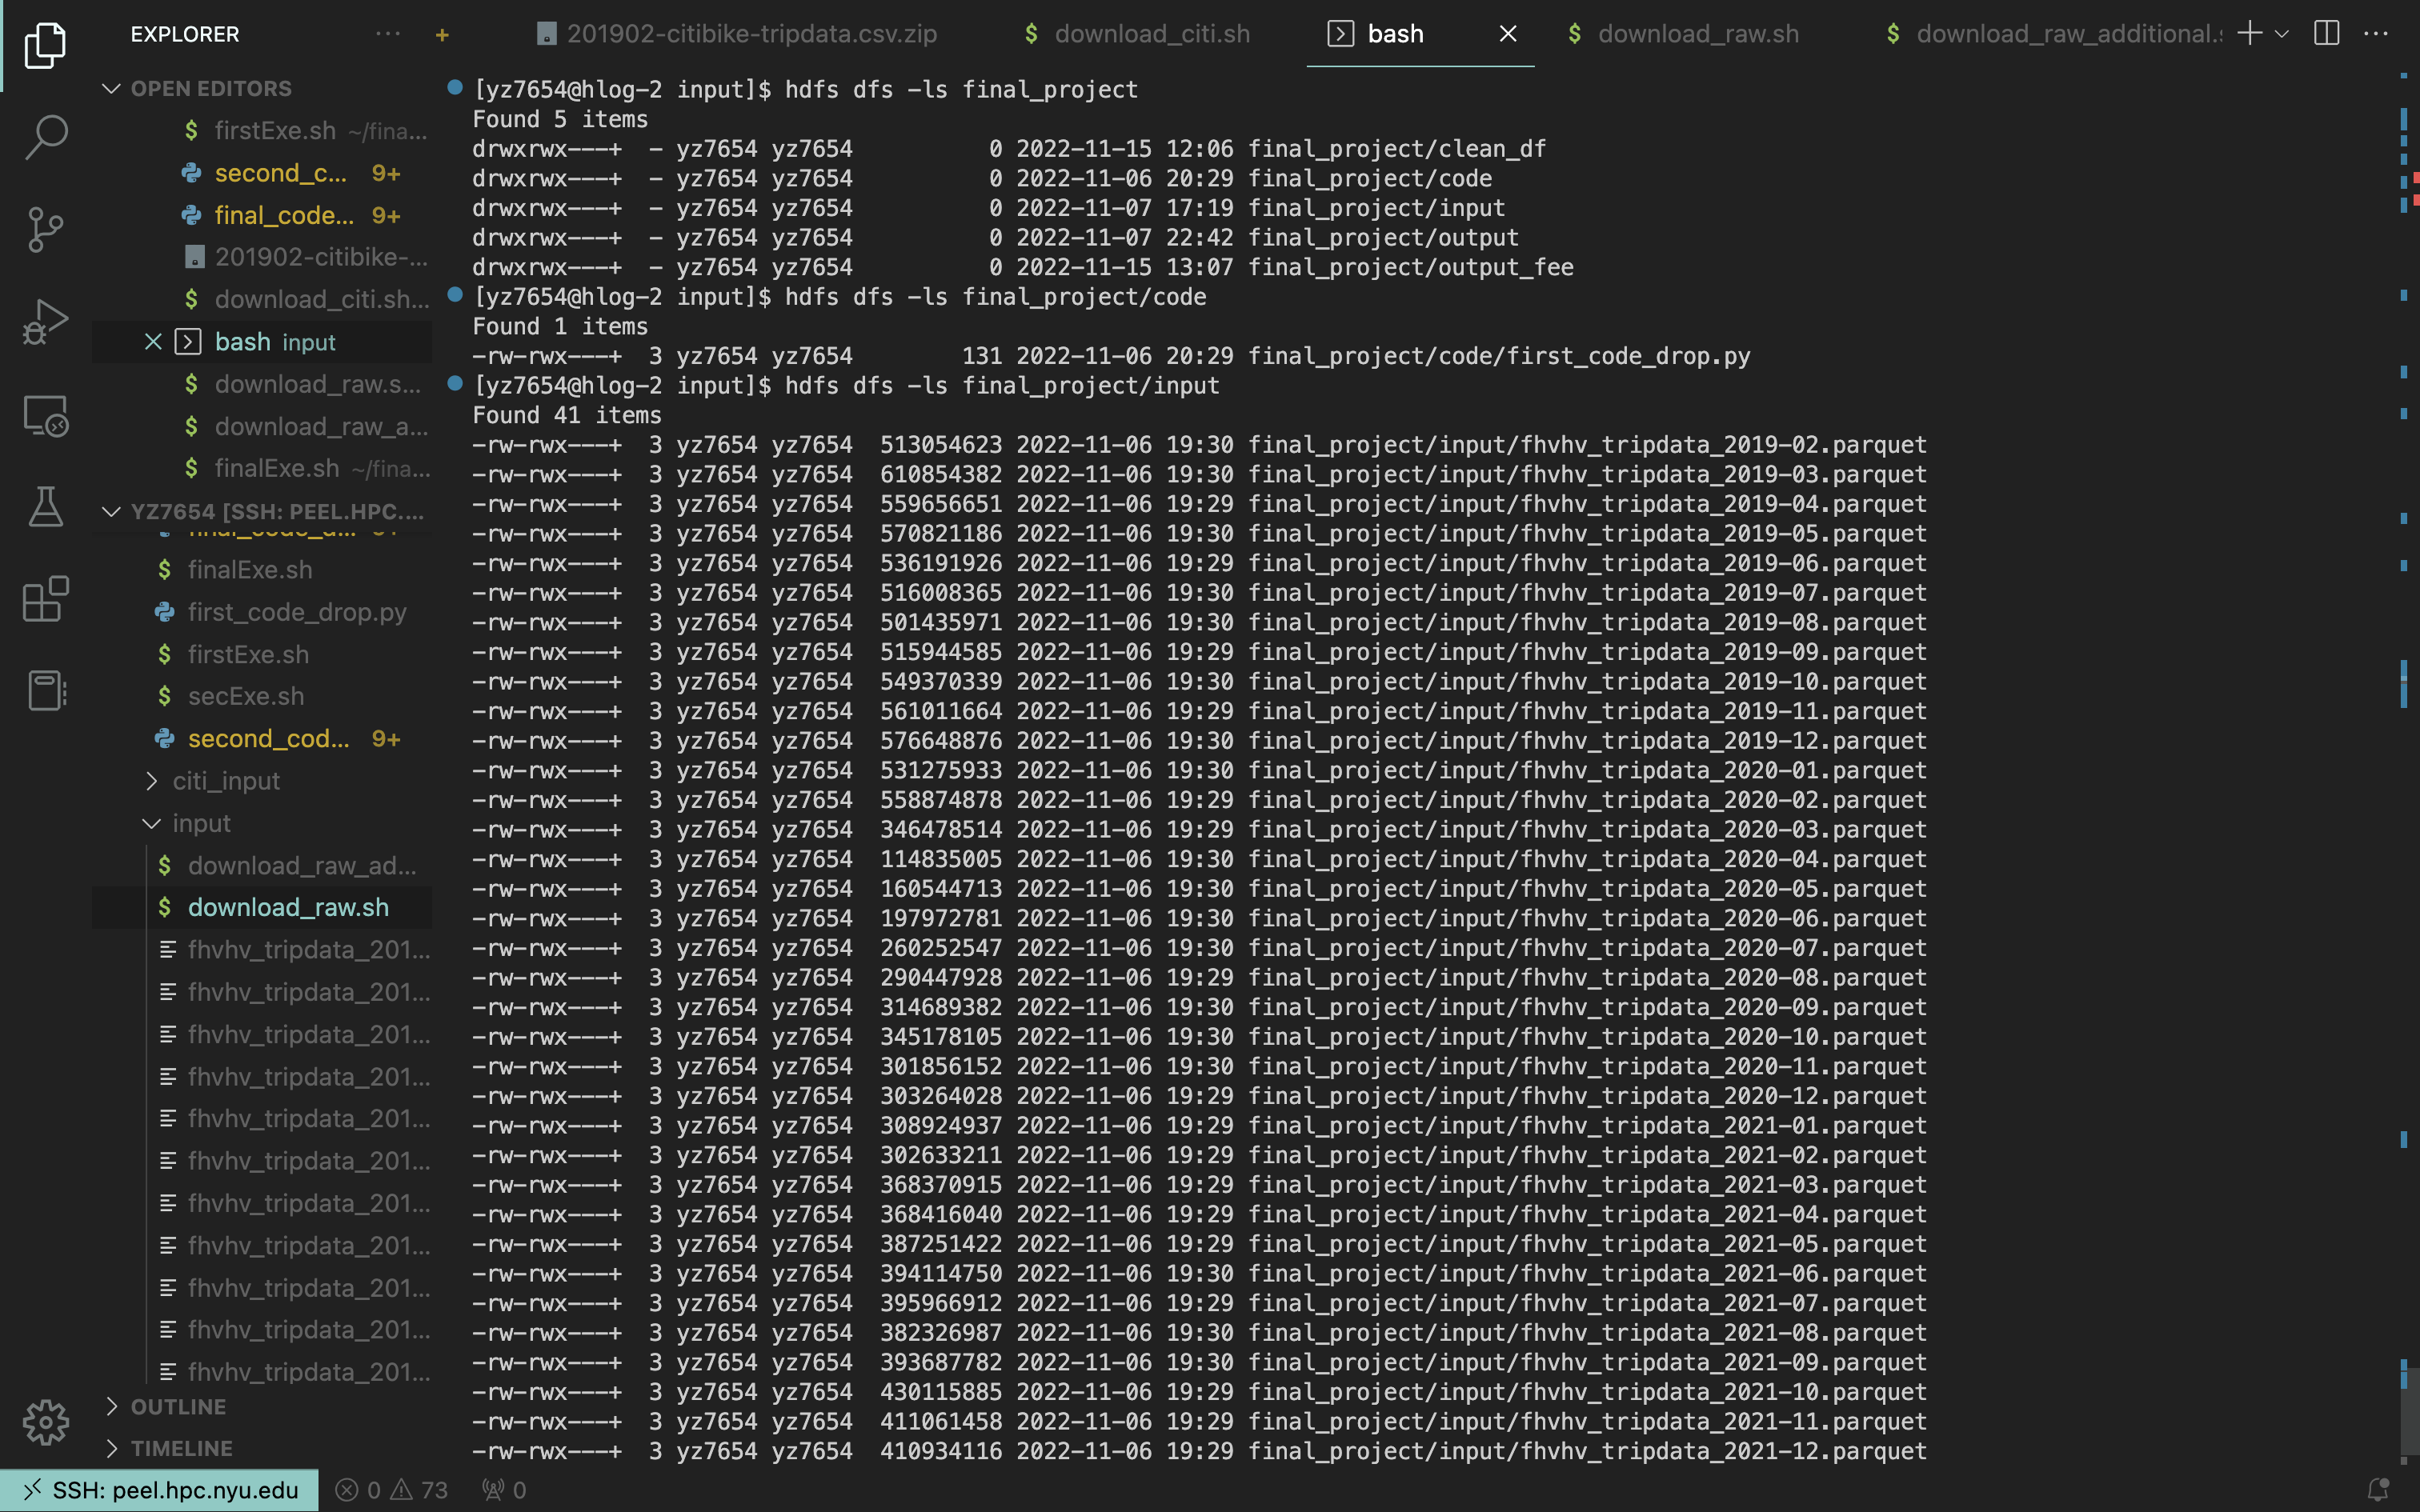 EXPLORER
OPEN EDITORS
$ firstExe.sh ~/fina...
second_c... 9+
final_code... 9+
201902-citibike-...
$ download_citi.sh...
bash input
$ download_raw.s...
$ download_raw_a...
$ finalExe.sh ~/fina...
YZ7654 [SSH: PEEL.HPC....
final_code_d... 9+
$ finalExe.sh
first_code_drop.py
$ firstExe.sh
$ secExe.sh
second_cod... 9+
citi_input
input
$ download_raw_ad...
$ download_raw.sh
fhvhv_tripdata_201...
fhvhv_tripdata_201...
fhvhv_tripdata_201...
fhvhv_tripdata_201...
fhvhv_tripdata_201...
fhvhv_tripdata_201...
fhvhv_tripdata_201...
fhvhv_tripdata_201...
fhvhv_tripdata_201...
fhvhv_tripdata_201...
fhvhv_tripdata_201...
OUTLINE
TIMELINE
201902-citibike-tripdata.csv.zip $ download_citi.sh bash $ download_raw.sh $ download_raw_additional.s
[yz7654@hlog-2 input]$ hdfs dfs -ls final_project
Found 5 items
drwxrwx---+ - yz7654 yz7654 0 2022-11-15 12:06 final_project/clean_df
drwxrwx---+ - yz7654 yz7654 0 2022-11-06 20:29 final_project/code
drwxrwx---+ - yz7654 yz7654 0 2022-11-07 17:19 final_project/input
drwxrwx---+ - yz7654 yz7654 0 2022-11-07 22:42 final_project/output
drwxrwx---+ - yz7654 yz7654 0 2022-11-15 13:07 final_project/output_fee
[yz7654@hlog-2 input]$ hdfs dfs -ls final_project/code
Found 1 items
-rw-rwx---+ 3 yz7654 yz7654 131 2022-11-06 20:29 final_project/code/first_code_drop.py
[yz7654@hlog-2 input]$ hdfs dfs -ls final_project/input
Found 41 items
-rw-rwx---+ 3 yz7654 yz7654 513054623 2022-11-06 19:30 final_project/input/fhvhv_tripdata_2019-02.parquet
-rw-rwx---+ 3 yz7654 yz7654 610854382 2022-11-06 19:30 final_project/input/fhvhv_tripdata_2019-03.parquet
-rw-rwx---+ 3 yz7654 yz7654 559656651 2022-11-06 19:29 final_project/input/fhvhv_tripdata_2019-04.parquet
-rw-rwx---+ 3 yz7654 yz7654 570821186 2022-11-06 19:30 final_project/input/fhvhv_tripdata_2019-05.parquet
-rw-rwx---+ 3 yz7654 yz7654 536191926 2022-11-06 19:29 final_project/input/fhvhv_tripdata_2019-06.parquet
-rw-rwx---+ 3 yz7654 yz7654 516008365 2022-11-06 19:30 final_project/input/fhvhv_tripdata_2019-07.parquet
-rw-rwx---+ 3 yz7654 yz7654 501435971 2022-11-06 19:30 final_project/input/fhvhv_tripdata_2019-08.parquet
-rw-rwx---+ 3 yz7654 yz7654 515944585 2022-11-06 19:29 final_project/input/fhvhv_tripdata_2019-09.parquet
-rw-rwx---+ 3 yz7654 yz7654 549370339 2022-11-06 19:30 final_project/input/fhvhv_tripdata_2019-10.parquet
-rw-rwx---+ 3 yz7654 yz7654 561011664 2022-11-06 19:29 final_project/input/fhvhv_tripdata_2019-11.parquet
-rw-rwx---+ 3 yz7654 yz7654 576648876 2022-11-06 19:30 final_project/input/fhvhv_tripdata_2019-12.parquet
-rw-rwx---+ 3 yz7654 yz7654 531275933 2022-11-06 19:30 final_project/input/fhvhv_tripdata_2020-01.parquet
-rw-rwx---+ 3 yz7654 yz7654 558874878 2022-11-06 19:29 final_project/input/fhvhv_tripdata_2020-02.parquet
-rw-rwx---+ 3 yz7654 yz7654 346478514 2022-11-06 19:29 final_project/input/fhvhv_tripdata_2020-03.parquet
-rw-rwx---+ 3 yz7654 yz7654 114835005 2022-11-06 19:30 final_project/input/fhvhv_tripdata_2020-04.parquet
-rw-rwx---+ 3 yz7654 yz7654 160544713 2022-11-06 19:30 final_project/input/fhvhv_tripdata_2020-05.parquet
-rw-rwx---+ 3 yz7654 yz7654 197972781 2022-11-06 19:30 final_project/input/fhvhv_tripdata_2020-06.parquet
-rw-rwx---+ 3 yz7654 yz7654 260252547 2022-11-06 19:30 final_project/input/fhvhv_tripdata_2020-07.parquet
-rw-rwx---+ 3 yz7654 yz7654 290447928 2022-11-06 19:29 final_project/input/fhvhv_tripdata_2020-08.parquet
-rw-rwx---+ 3 yz7654 yz7654 314689382 2022-11-06 19:30 final_project/input/fhvhv_tripdata_2020-09.parquet
-rw-rwx---+ 3 yz7654 yz7654 345178105 2022-11-06 19:30 final_project/input/fhvhv_tripdata_2020-10.parquet
-rw-rwx---+ 3 yz7654 yz7654 301856152 2022-11-06 19:30 final_project/input/fhvhv_tripdata_2020-11.parquet
-rw-rwx---+ 3 yz7654 yz7654 303264028 2022-11-06 19:29 final_project/input/fhvhv_tripdata_2020-12.parquet
-rw-rwx---+ 3 yz7654 yz7654 308924937 2022-11-06 19:29 final_project/input/fhvhv_tripdata_2021-01.parquet
-rw-rwx---+ 3 yz7654 yz7654 302633211 2022-11-06 19:29 final_project/input/fhvhv_tripdata_2021-02.parquet
-rw-rwx---+ 3 yz7654 yz7654 368370915 2022-11-06 19:29 final_project/input/fhvhv_tripdata_2021-03.parquet
-rw-rwx---+ 3 yz7654 yz7654 368416040 2022-11-06 19:29 final_project/input/fhvhv_tripdata_2021-04.parquet
-rw-rwx---+ 3 yz7654 yz7654 387251422 2022-11-06 19:29 final_project/input/fhvhv_tripdata_2021-05.parquet
-rw-rwx---+ 3 yz7654 yz7654 394114750 2022-11-06 19:30 final_project/input/fhvhv_tripdata_2021-06.parquet
-rw-rwx---+ 3 yz7654 yz7654 395966912 2022-11-06 19:29 final_project/input/fhvhv_tripdata_2021-07.parquet
-rw-rwx---+ 3 yz7654 yz7654 382326987 2022-11-06 19:30 final_project/input/fhvhv_tripdata_2021-08.parquet
-rw-rwx---+ 3 yz7654 yz7654 393687782 2022-11-06 19:30 final_project/input/fhvhv_tripdata_2021-09.parquet
-rw-rwx---+ 3 yz7654 yz7654 430115885 2022-11-06 19:29 final_project/input/fhvhv_tripdata_2021-10.parquet
-rw-rwx---+ 3 yz7654 yz7654 411061458 2022-11-06 19:29 final_project/input/fhvhv_tripdata_2021-11.parquet
-rw-rwx---+ 3 yz7654 yz7654 410934116 2022-11-06 19:29 final_project/input/fhvhv_tripdata_2021-12.parquet
SSH: peel.hpc.nyu.edu 0 73 0